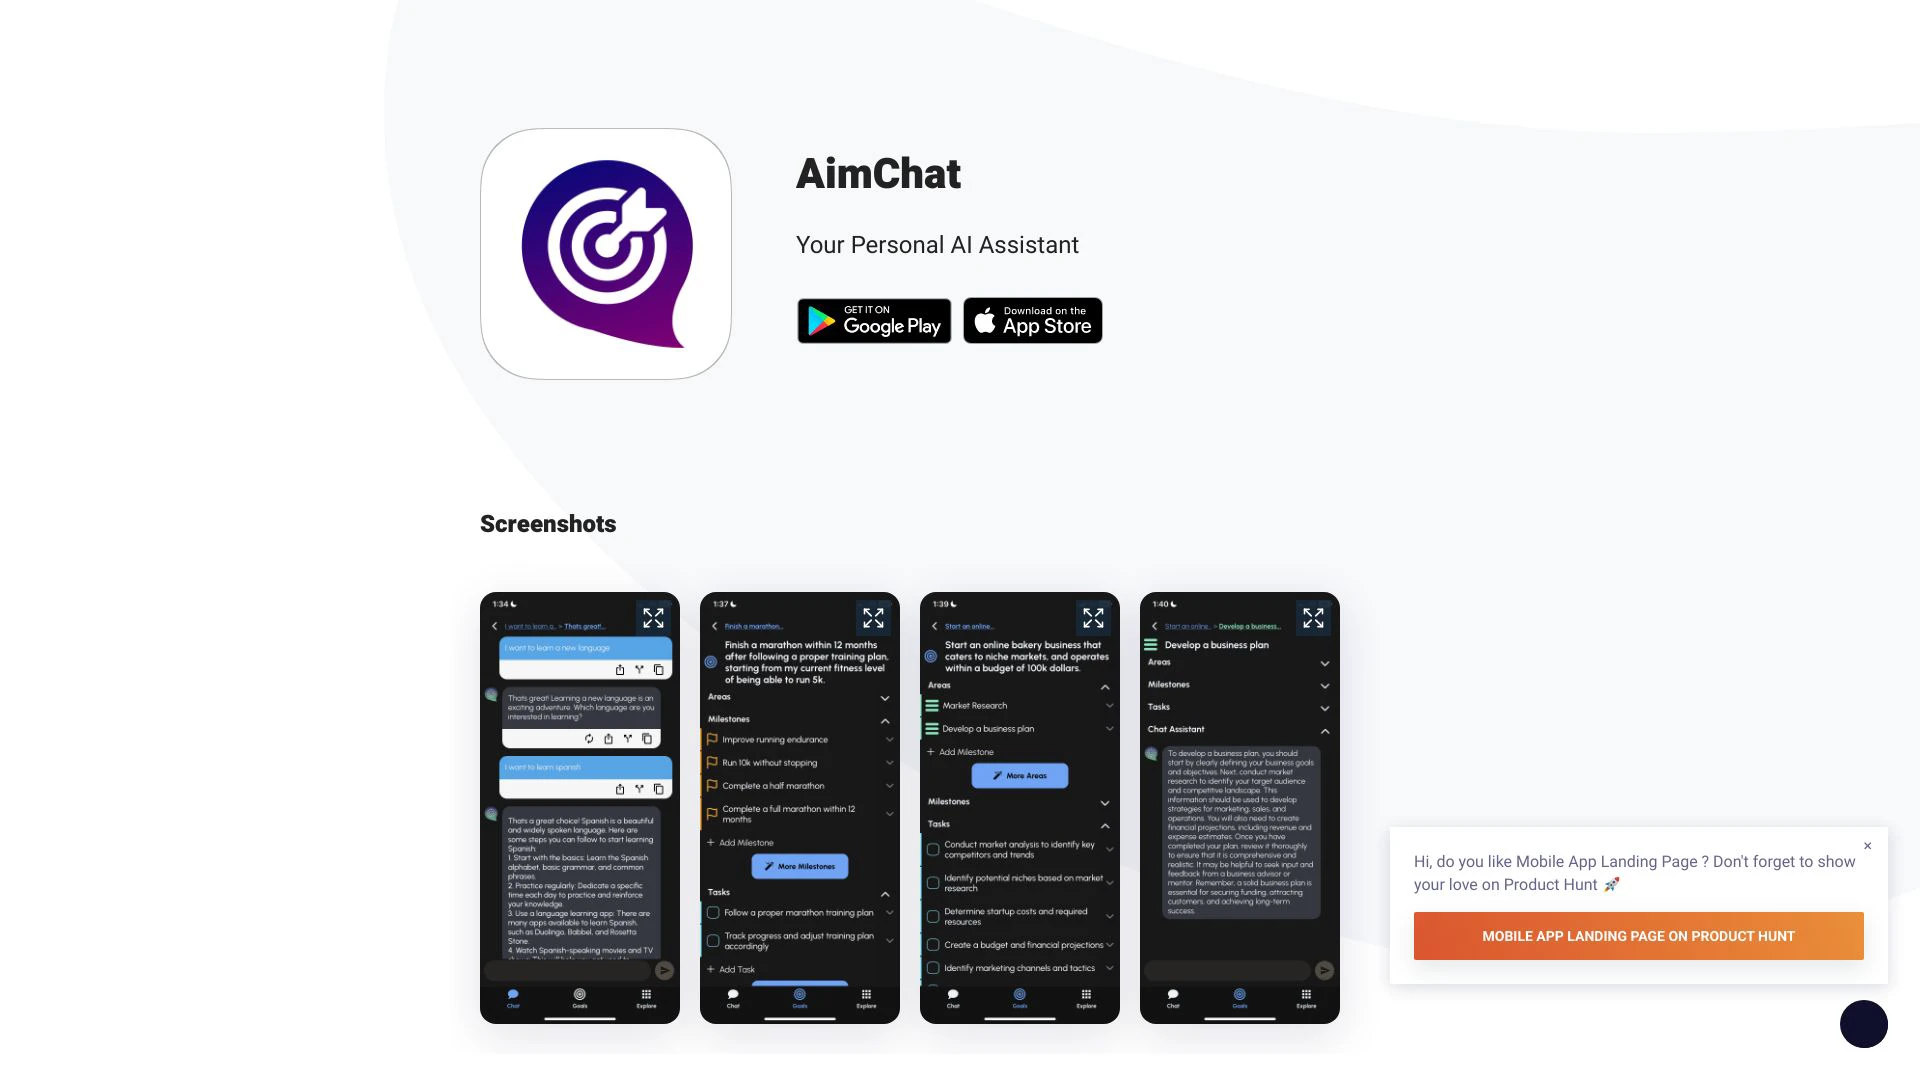 AimChat
Your Personal AI Assistant
GET IT ON
Google Play
Download on the
App Store
Screenshots
1:34
I want to learn a.. > Thats great!...
I want to learn a new language
Thats great! Learning a new language is an
exciting adventure. Which language are you
interested in learning?
I want to learn spanish
Thats a great choice! Spanish is a beautiful
and widely spoken language. Here are
some steps you can follow to start learning
Spanish:
1. Start with the basics: Learn the Spanish
alphabet, basic grammar, and common
phrases.
2. Practice regularly: Dedicate a specific
time each day to practice and reinforce
your knowledge.
3. Use a language learning app: There are
many apps available to learn Spanish,
such as Duolingo, Babbel, and Rosetta
Stone.
4. Watch Spanish-speaking movies and TV
Chat
Goals
Explore
1:37
Finish a marathon...
Finish a marathon within 12 months
after following a proper training plan,
starting from my current fitness level
of being able to run 5k.
Areas
Milestones
Improve running endurance
Run 10k without stopping
Complete a half marathon
Complete a full marathon within 12
months
+ Add Milestone
More Milestones
Tasks
Follow a proper marathon training plan
Track progress and adjust training plan
accordingly
+ Add Task
Chat
Goals
Explore
1:39
Start an online...
Start an online bakery business that
caters to niche markets, and operates
within a budget of 100k dollars.
Areas
Market Research
Develop a business plan
+ Add Milestone
More Areas
Milestones
Tasks
Conduct market analysis to identify key
competitors and trends
Identify potential niches based on market
research
Determine startup costs and required
resources
Create a budget and financial projections
Identify marketing channels and tactics
Chat
Goals
Explore
1:40
Start an online.. > Develop a business...
Develop a business plan
Areas
Milestones
Tasks
Chat Assistant
To develop a business plan, you should
start by clearly defining your business goals
and objectives. Next, conduct market
research to identify your target audience
and competitive landscape. This
information should be used to develop
strategies for marketing, sales, and
operations. You will also need to create
financial projections, including revenue and
expense estimates. Once you have
completed your plan, review it thoroughly
to ensure that it is comprehensive and
realistic. It may be helpful to seek input and
feedback from a business advisor or
mentor. Remember, a solid business plan is
essential for securing funding, attracting
customers, and achieving long-term
success.
Chat
Goals
Explore
×
Hi, do you like Mobile App Landing Page ? Don't forget to show
your love on Product Hunt 🚀
MOBILE APP LANDING PAGE ON PRODUCT HUNT